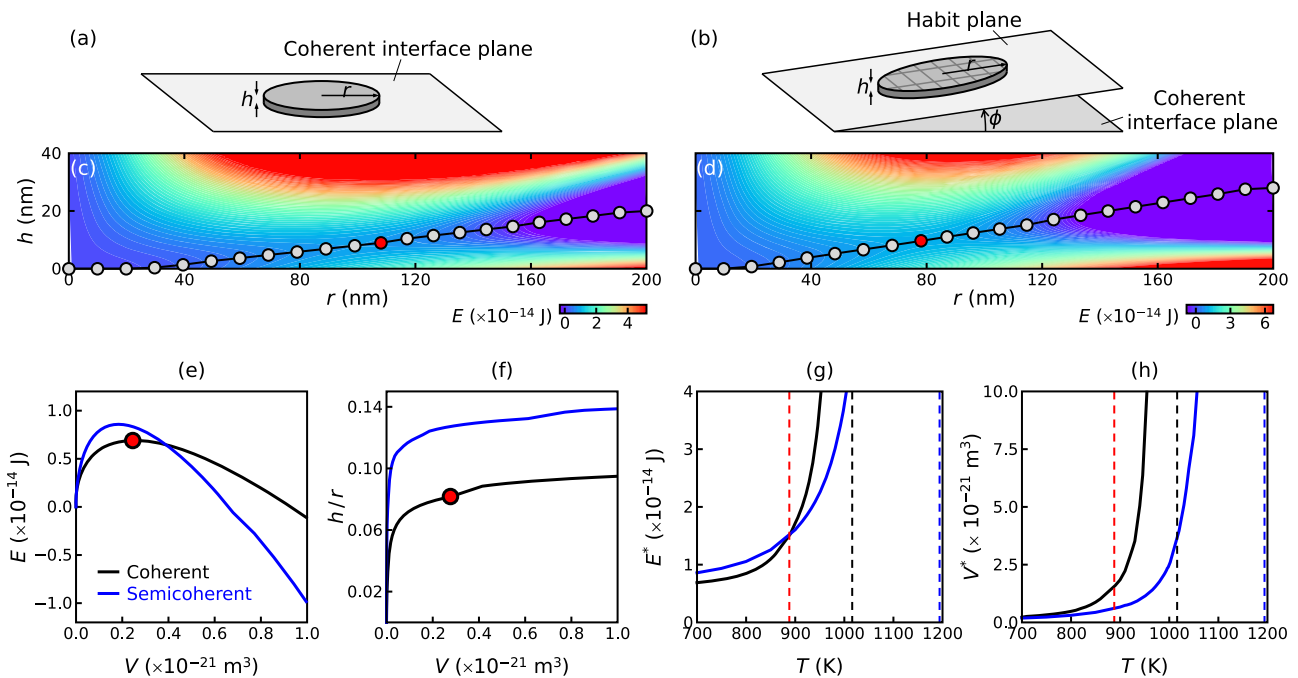 (a)
Coherent interface plane
h
r
(b)
Habit plane
h
r
ϕ
Coherent
interface plane
(c)
40
20
0
h (nm)
0 40 80 120 160 200
r (nm)
E (×10⁻¹⁴ J)
0 2 4
(d)
0 40 80 120 160 200
r (nm)
E (×10⁻¹⁴ J)
0 3 6
(e)
1.0
0.5
0.0
−0.5
−1.0
E (×10⁻¹⁴ J)
Coherent
Semicoherent
0.0 0.2 0.4 0.6 0.8 1.0
V (×10⁻²¹ m³)
(f)
0.14
0.10
0.06
0.02
h/r
0.0 0.2 0.4 0.6 0.8 1.0
V (×10⁻²¹ m³)
(g)
4
3
2
1
0
E* (×10⁻¹⁴ J)
700 800 900 1000 1100 1200
T (K)
(h)
10.0
7.5
5.0
2.5
0.0
V* (×10⁻²¹ m³)
700 800 900 1000 1100 1200
T (K)